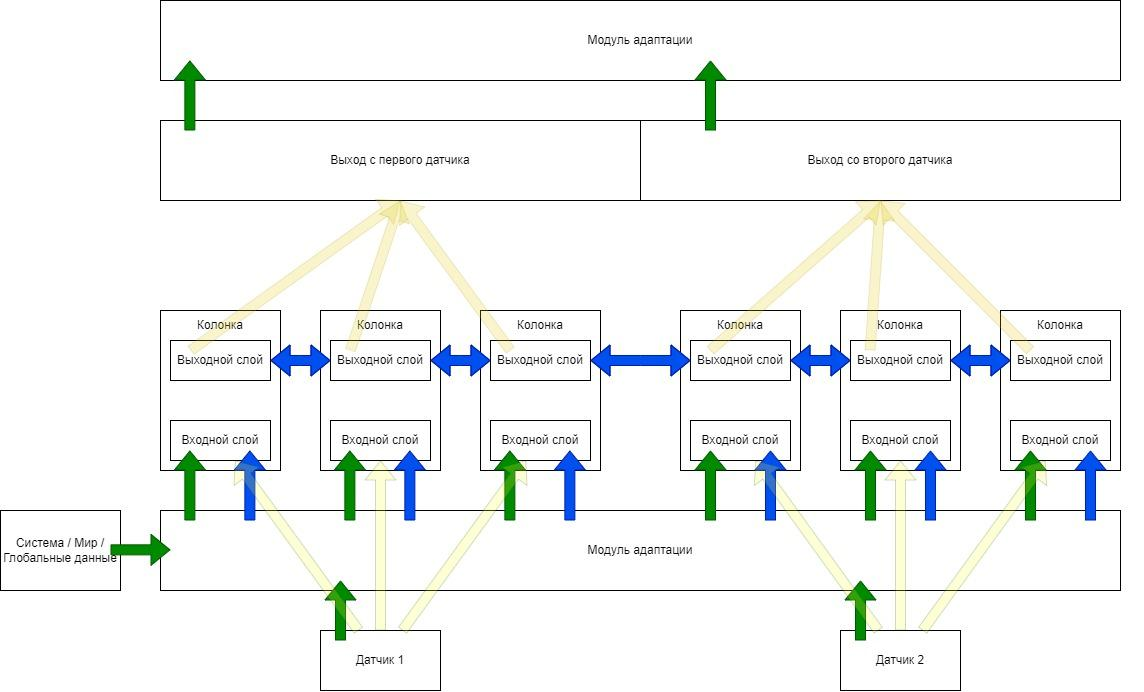 Модуль адаптации
Выход с первого датчика
Выход со второго датчика
Колонка
Колонка
Колонка
Колонка
Колонка
Колонка
Выходной слой
Выходной слой
Выходной слой
Выходной слой
Выходной слой
Выходной слой
Входной слой
Входной слой
Входной слой
Входной слой
Входной слой
Входной слой
Система / Мир /
Глобальные данные
Модуль адаптации
Датчик 1
Датчик 2